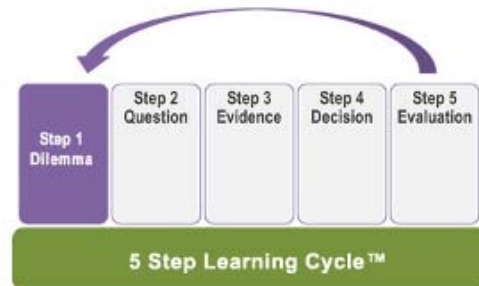 Step 1
Dilemma
Step 2
Question
Step 3
Evidence
Step 4
Decision
Step 5
Evaluation
5 Step Learning Cycle™